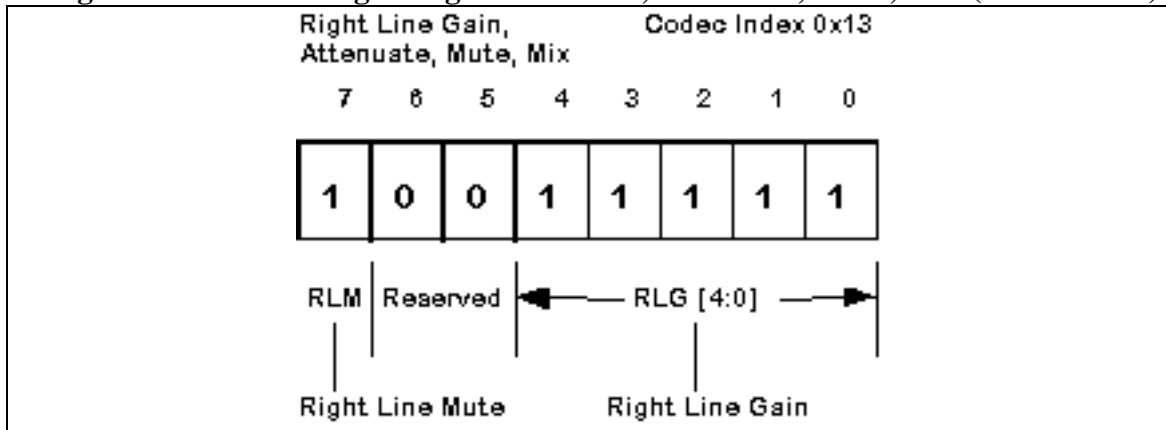 Right Line Gain, Codec Index 0x13
Attenuate, Mute, Mix
7 6 5 4 3 2 1 0
1 0 0 1 1 1 1 1
RLM Reserved RLG [4:0]
Right Line Mute Right Line Gain